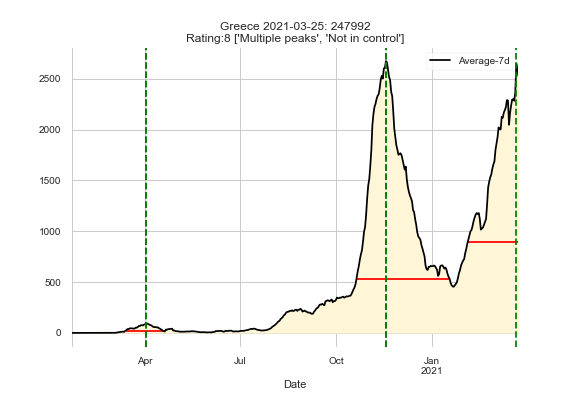 Greece 2021-03-25: 247992
Rating:8 ['Multiple peaks', 'Not in control']
Average-7d
2500
2000
1500
1000
500
0
Apr
Jul
Oct
Jan
2021
Date